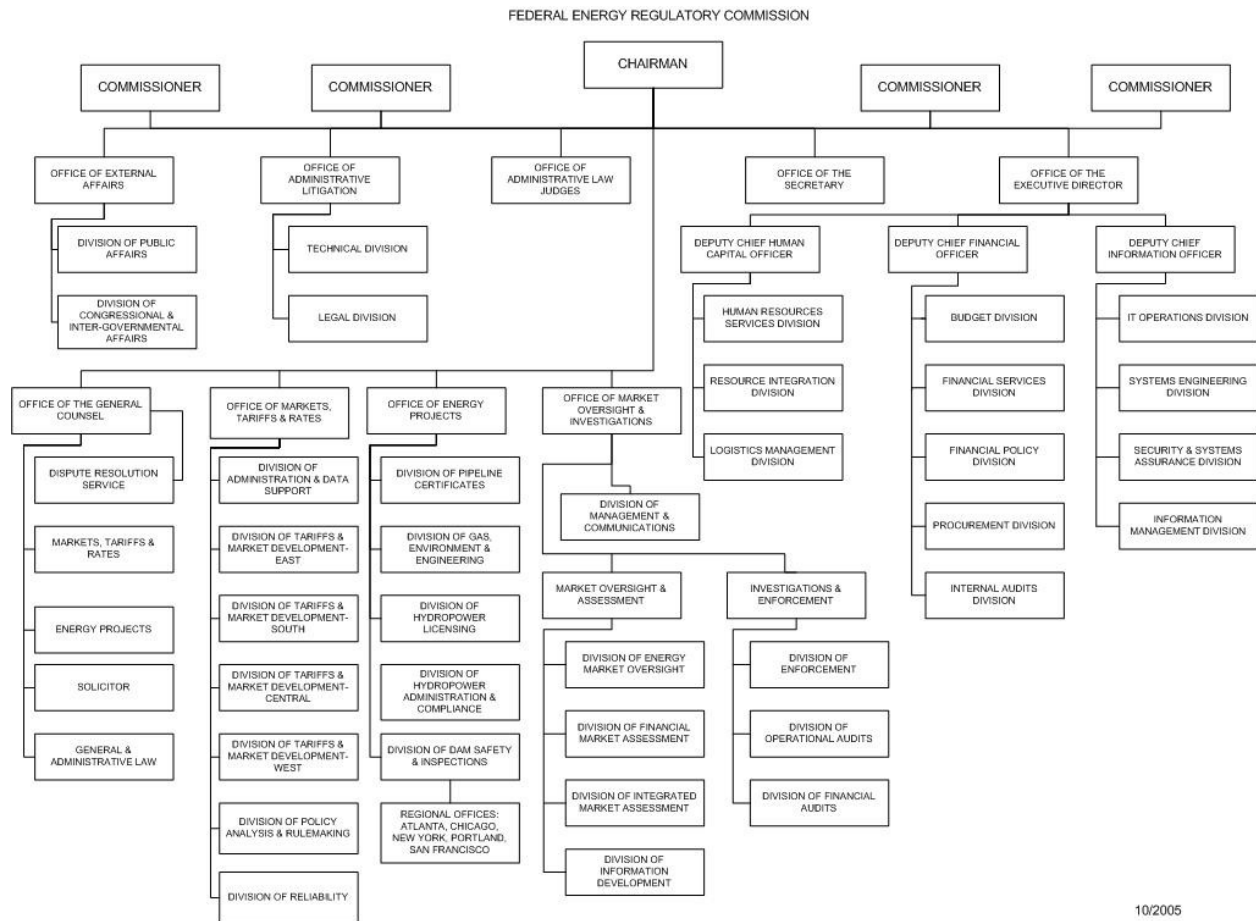 FEDERAL ENERGY REGULATORY COMMISSION
CHAIRMAN
COMMISSIONER
COMMISSIONER
COMMISSIONER
COMMISSIONER
OFFICE OF EXTERNAL
AFFAIRS
OFFICE OF
ADMINISTRATIVE
LITIGATION
OFFICE OF
ADMINISTRATIVE LAW
JUDGES
OFFICE OF THE
SECRETARY
OFFICE OF THE
EXECUTIVE DIRECTOR
DIVISION OF PUBLIC
AFFAIRS
DIVISION OF
CONGRESSIONAL &
INTER-GOVERNMENTAL
AFFAIRS
TECHNICAL DIVISION
LEGAL DIVISION
DEPUTY CHIEF HUMAN
CAPITAL OFFICER
HUMAN RESOURCES
SERVICES DIVISION
RESOURCE INTEGRATION
DIVISION
LOGISTICS MANAGEMENT
DIVISION
DEPUTY CHIEF FINANCIAL
OFFICER
BUDGET DIVISION
FINANCIAL SERVICES
DIVISION
FINANCIAL POLICY
DIVISION
PROCUREMENT DIVISION
INTERNAL AUDITS
DIVISION
DEPUTY CHIEF
INFORMATION OFFICER
IT OPERATIONS DIVISION
SYSTEMS ENGINEERING
DIVISION
SECURITY & SYSTEMS
ASSURANCE DIVISION
INFORMATION
MANAGEMENT DIVISION
OFFICE OF THE GENERAL
COUNSEL
DISPUTE RESOLUTION
SERVICE
MARKETS, TARIFFS &
RATES
ENERGY PROJECTS
SOLICITOR
GENERAL &
ADMINISTRATIVE LAW
OFFICE OF MARKETS,
TARIFFS & RATES
DIVISION OF
ADMINISTRATION & DATA
SUPPORT
DIVISION OF TARIFFS &
MARKET DEVELOPMENT-
EAST
DIVISION OF TARIFFS &
MARKET DEVELOPMENT-
SOUTH
DIVISION OF TARIFFS &
MARKET DEVELOPMENT-
CENTRAL
DIVISION OF TARIFFS &
MARKET DEVELOPMENT-
WEST
DIVISION OF POLICY
ANALYSIS & RULEMAKING
DIVISION OF RELIABILITY
OFFICE OF ENERGY
PROJECTS
DIVISION OF PIPELINE
CERTIFICATES
DIVISION OF GAS,
ENVIRONMENT &
ENGINEERING
DIVISION OF
HYDROPOWER
LICENSING
DIVISION OF
HYDROPOWER
ADMINISTRATION &
COMPLIANCE
DIVISION OF DAM SAFETY
& INSPECTIONS
REGIONAL OFFICES:
ATLANTA, CHICAGO,
NEW YORK, PORTLAND,
SAN FRANCISCO
OFFICE OF MARKET
OVERSIGHT &
INVESTIGATIONS
DIVISION OF
MANAGEMENT &
COMMUNICATIONS
MARKET OVERSIGHT &
ASSESSMENT
DIVISION OF ENERGY
MARKET OVERSIGHT
DIVISION OF FINANCIAL
MARKET ASSESSMENT
DIVISION OF INTEGRATED
MARKET ASSESSMENT
DIVISION OF
INFORMATION
DEVELOPMENT
INVESTIGATIONS &
ENFORCEMENT
DIVISION OF
ENFORCEMENT
DIVISION OF
OPERATIONAL AUDITS
DIVISION OF FINANCIAL
AUDITS
10/2005